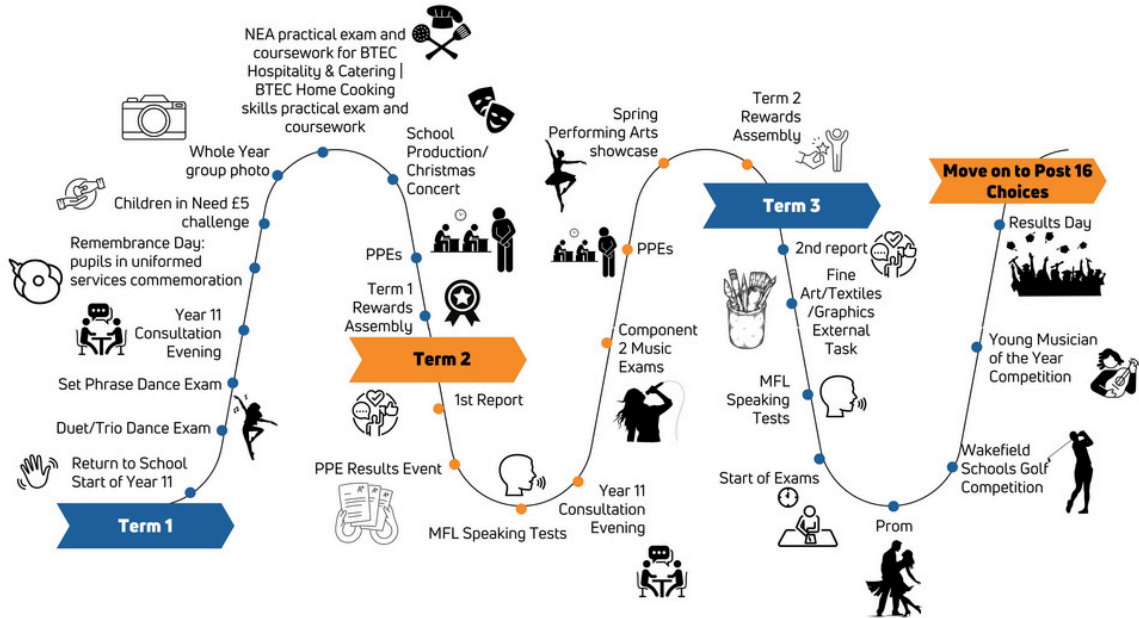 Term 1
Return to School
Start of Year 11
Duet/Trio Dance Exam
Set Phrase Dance Exam
Year 11
Consultation
Evening
Remembrance Day:
pupils in uniformed
services commemoration
Children in Need £5
challenge
Whole Year
group photo
NEA practical exam and
coursework for BTEC
Hospitality & Catering |
BTEC Home Cooking
skills practical exam and
coursework
School
Production/
Christmas
Concert
PPEs
Term 1
Rewards
Assembly
Term 2
1st Report
PPE Results Event
MFL Speaking Tests
Year 11
Consultation
Evening
Component
2 Music
Exams
PPEs
Spring
Performing Arts
showcase
Term 2
Rewards
Assembly
Term 3
2nd report
Fine
Art/Textiles
/Graphics
External
Task
MFL
Speaking
Tests
Start of Exams
Prom
Wakefield
Schools Golf
Competition
Young Musician
of the Year
Competition
Results Day
Move on to Post 16
Choices